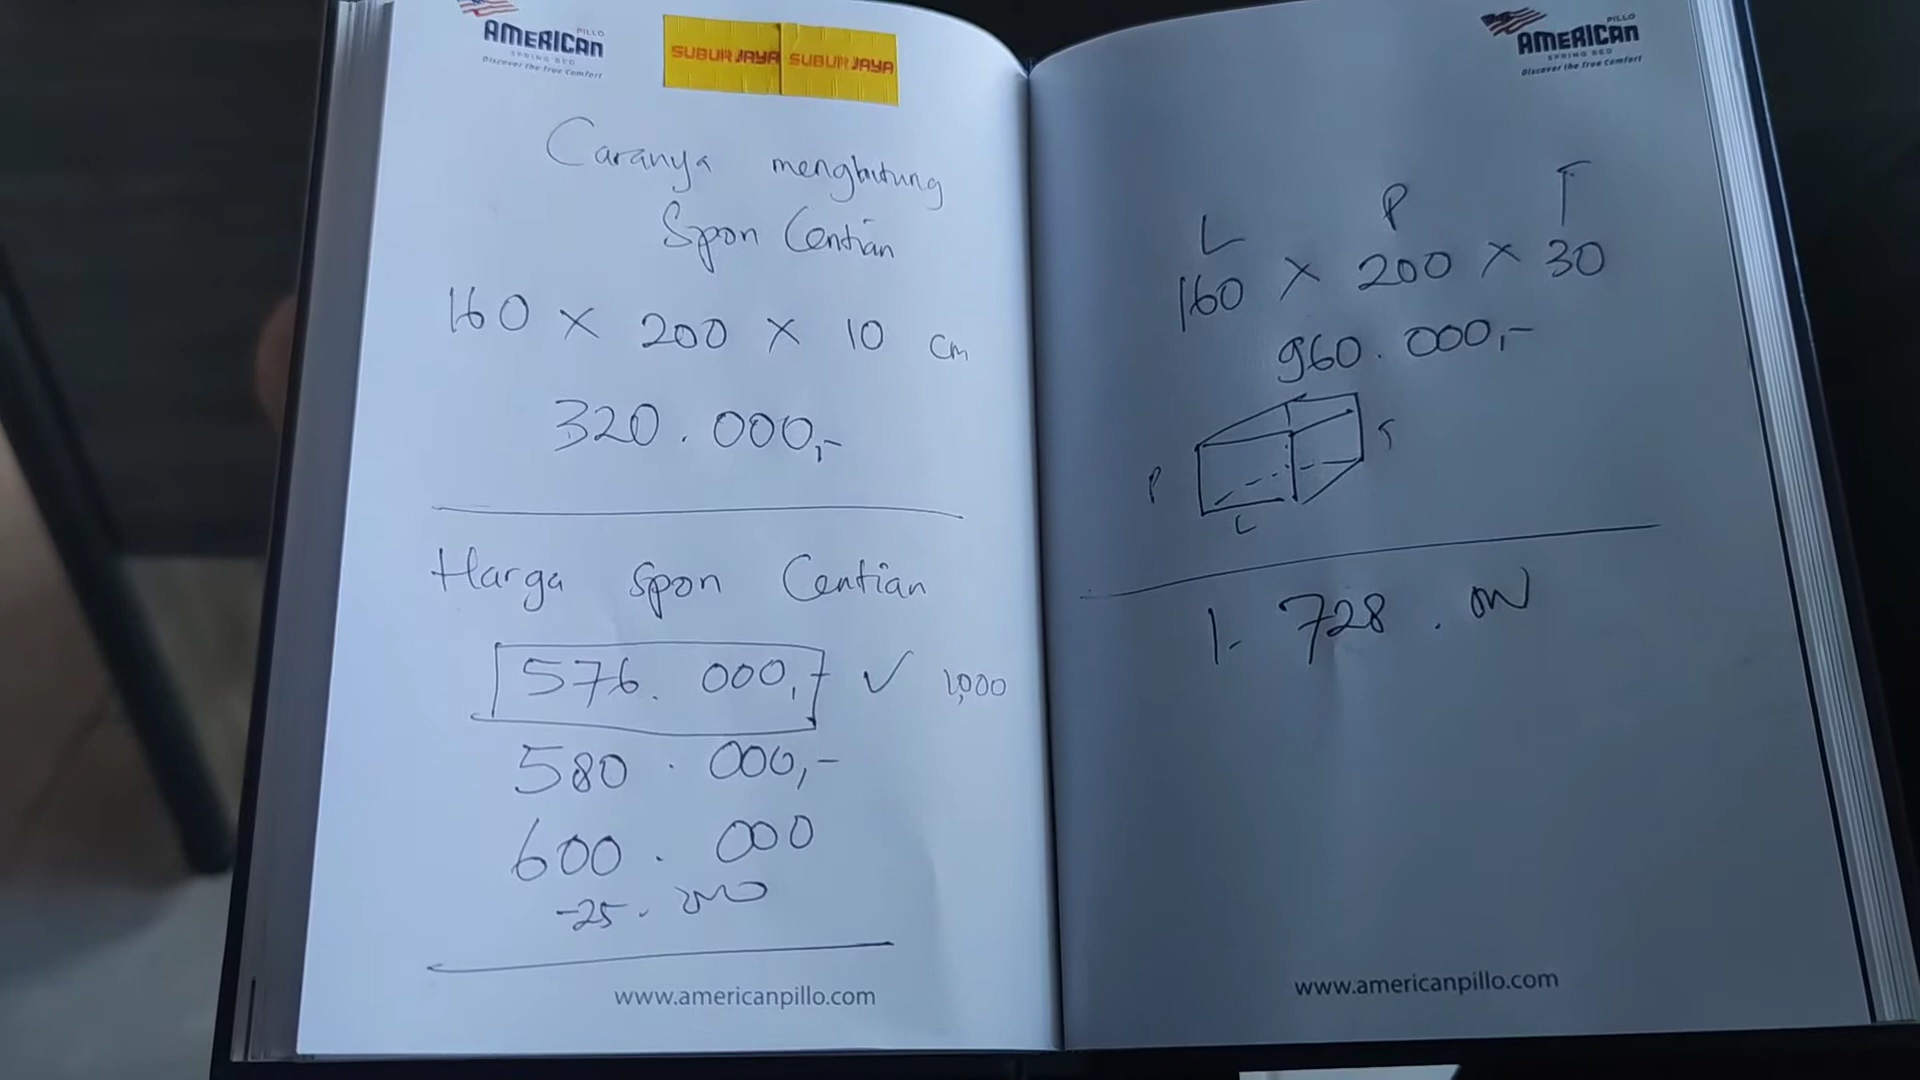 PILLO
AMERICAN
SPRING BED
Discover the True Comfort
SUBUR JAYA SUBUR JAYA
Caranya menghitung
Spon Centian
160 × 200 × 10 cm
320.000,-
Harga Spon Centian
576.000,- ✓ 1,000
580.000,-
600.000
-25.000
www.americanpillo.com
PILLO
AMERICAN
SPRING BED
Discover the True Comfort
L P T
160 × 200 × 30
960.000,-
P T
L
1.728.000
www.americanpillo.com